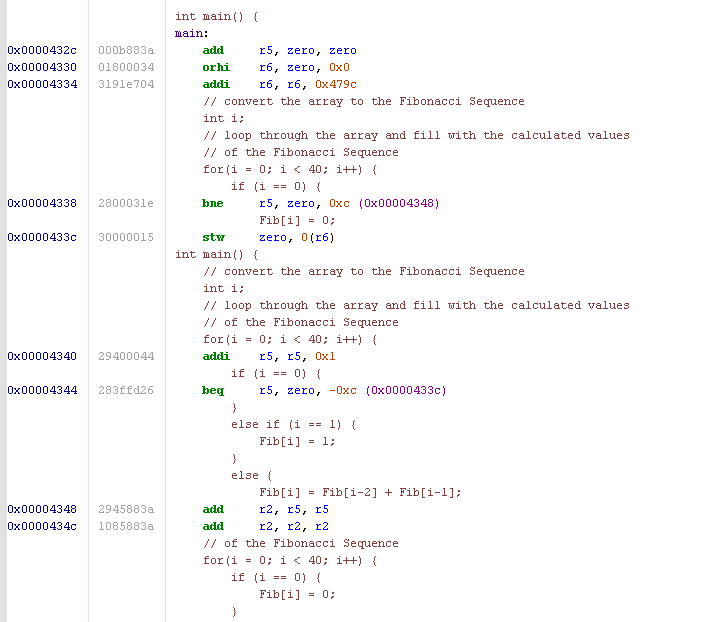 int main() {
main:
0x0000432c 000b883a add r5, zero, zero
0x00004330 01800034 orhi r6, zero, 0x0
0x00004334 3191e704 addi r6, r6, 0x479c
// convert the array to the Fibonacci Sequence
int i;
// loop through the array and fill with the calculated values
// of the Fibonacci Sequence
for(i = 0; i < 40; i++) {
if (i == 0) {
0x00004338 2800031e bne r5, zero, 0xc (0x00004348)
Fib[i] = 0;
0x0000433c 30000015 stw zero, 0(r6)
int main() {
// convert the array to the Fibonacci Sequence
int i;
// loop through the array and fill with the calculated values
// of the Fibonacci Sequence
for(i = 0; i < 40; i++) {
0x00004340 29400044 addi r5, r5, 0x1
if (i == 0) {
0x00004344 283ffd26 beq r5, zero, -0xc (0x0000433c)
}
else if (i == 1) {
Fib[i] = 1;
}
else {
Fib[i] = Fib[i-2] + Fib[i-1];
0x00004348 2945883a add r2, r5, r5
0x0000434c 1085883a add r2, r2, r2
// of the Fibonacci Sequence
for(i = 0; i < 40; i++) {
if (i == 0) {
Fib[i] = 0;
}